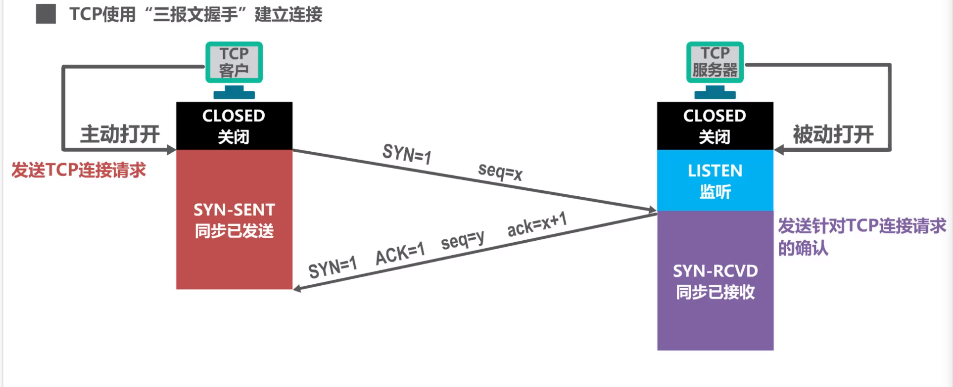 TCP使用“三报文握手”建立连接
TCP
客户
TCP
服务器
CLOSED
关闭
CLOSED
关闭
主动打开
被动打开
发送TCP连接请求
SYN=1
seq=x
LISTEN
监听
SYN-SENT
同步已发送
发送针对TCP连接请求
的确认
SYN=1 ACK=1 seq=y ack=x+1
SYN-RCVD
同步已接收